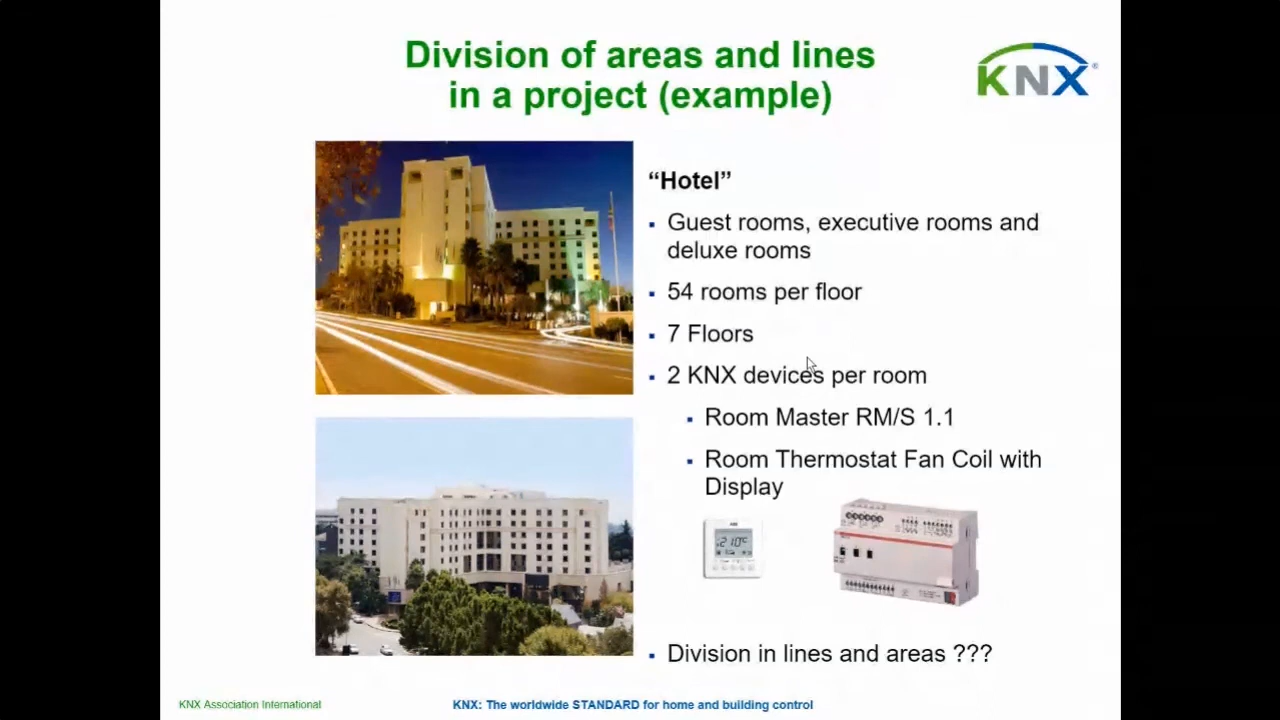 Division of areas and lines
in a project (example)
KNX®
“Hotel”
▪ Guest rooms, executive rooms and
deluxe rooms
▪ 54 rooms per floor
▪ 7 Floors
▪ 2 KNX devices per room
▪ Room Master RM/S 1.1
▪ Room Thermostat Fan Coil with
Display
▪ Division in lines and areas ???
KNX Association International
KNX: The worldwide STANDARD for home and building control